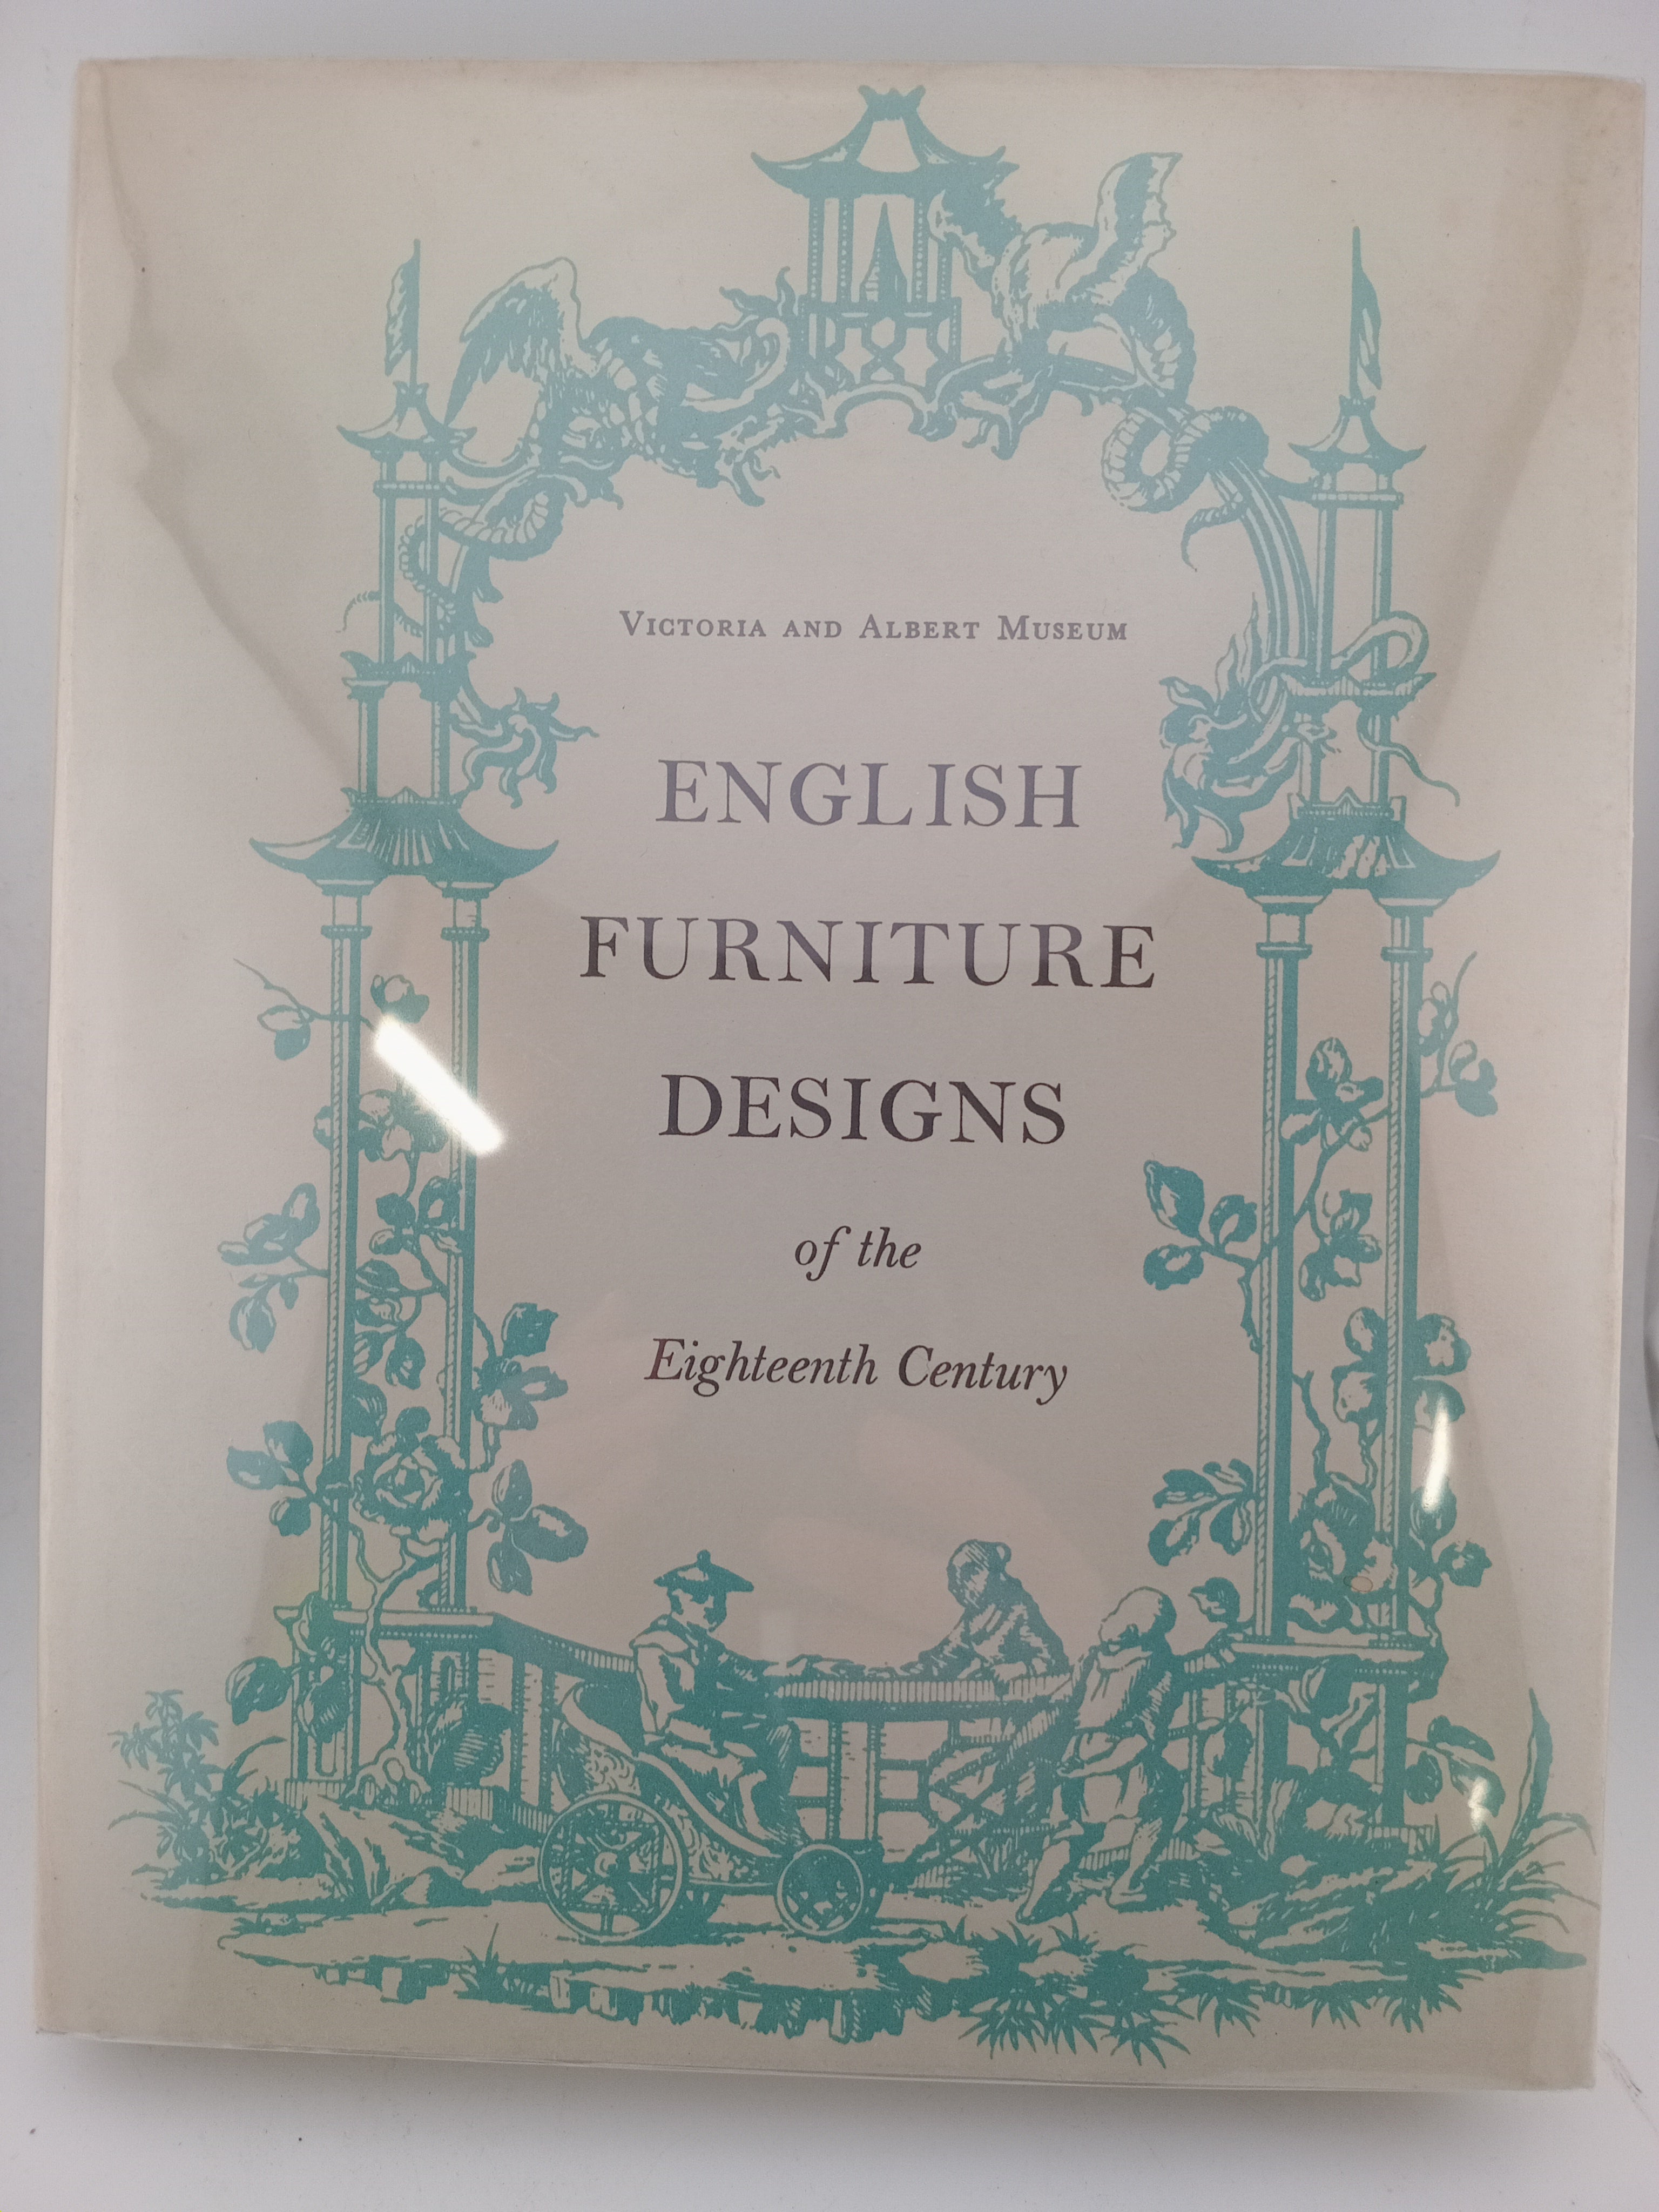 Victoria and Albert Museum
ENGLISH
FURNITURE
DESIGNS
of the
Eighteenth Century